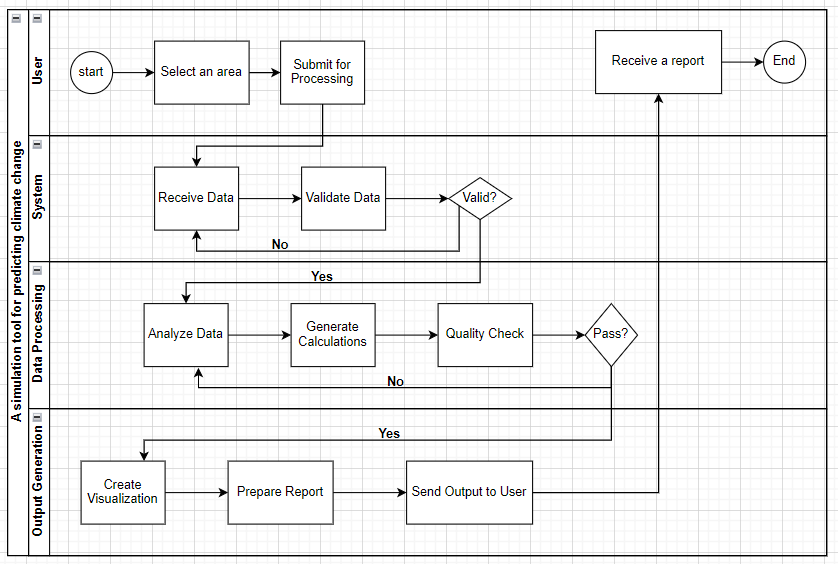 A simulation tool for predicting climate change
User
start
Select an area
Submit for
Processing
Receive a report
End
System
Receive Data
Validate Data
Valid?
No
Yes
Data Processing
Analyze Data
Generate
Calculations
Quality Check
Pass?
No
Yes
Output Generation
Create
Visualization
Prepare Report
Send Output to User